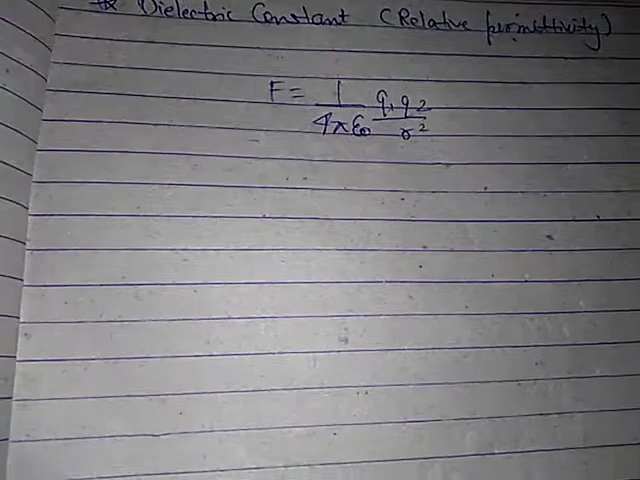 * Dielectric Constant (Relative permittivity)
F = 1/4πε₀ q₁q₂/r²